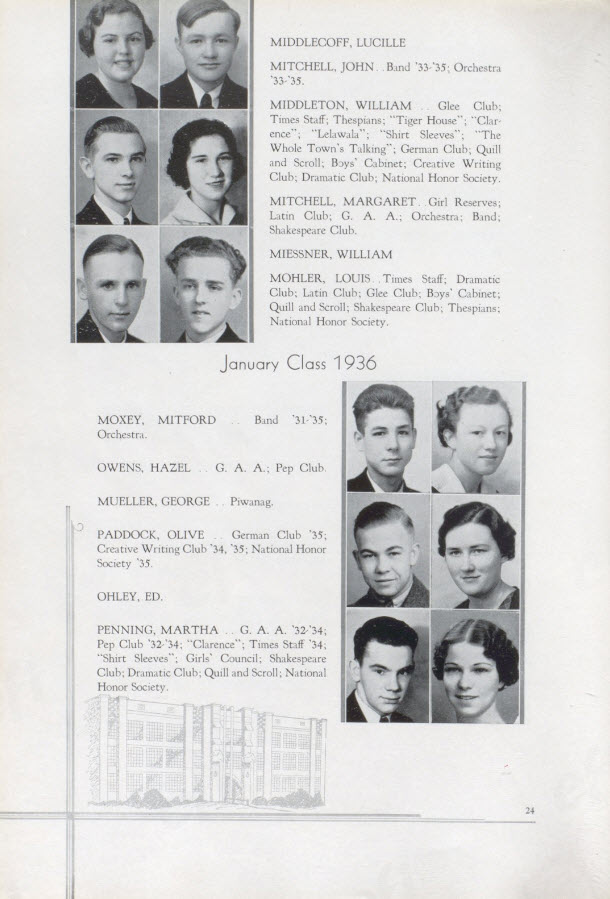 MIDDLECOFF, LUCILLE
MITCHELL, JOHN . . Band '33-'35; Orchestra
'33-'35.
MIDDLETON, WILLIAM . . Glee Club;
Times Staff; Thespians; "Tiger House"; "Clar-
ence"; "Lelawala"; "Shirt Sleeves"; "The
Whole Town's Talking"; German Club; Quill
and Scroll; Boys' Cabinet; Creative Writing
Club; Dramatic Club; National Honor Society.
MITCHELL, MARGARET . . Girl Reserves;
Latin Club; G. A. A.; Orchestra; Band;
Shakespeare Club.
MIESSNER, WILLIAM
MOHLER, LOUIS . . Times Staff; Dramatic
Club; Latin Club; Glee Club; Boys' Cabinet;
Quill and Scroll; Shakespeare Club; Thespians;
National Honor Society.
January Class 1936
MOXEY, MITFORD . . Band '31-'35;
Orchestra.
OWENS, HAZEL . . G. A. A.; Pep Club.
MUELLER, GEORGE . . Piwanag.
PADDOCK, OLIVE . . German Club '35;
Creative Writing Club '34, '35; National Honor
Society '35.
OHLEY, ED.
PENNING, MARTHA . . G. A. A. '32-'34;
Pep Club '32-'34; "Clarence"; Times Staff '34;
"Shirt Sleeves"; Girls' Council; Shakespeare
Club; Dramatic Club; Quill and Scroll; National
Honor Society.
24